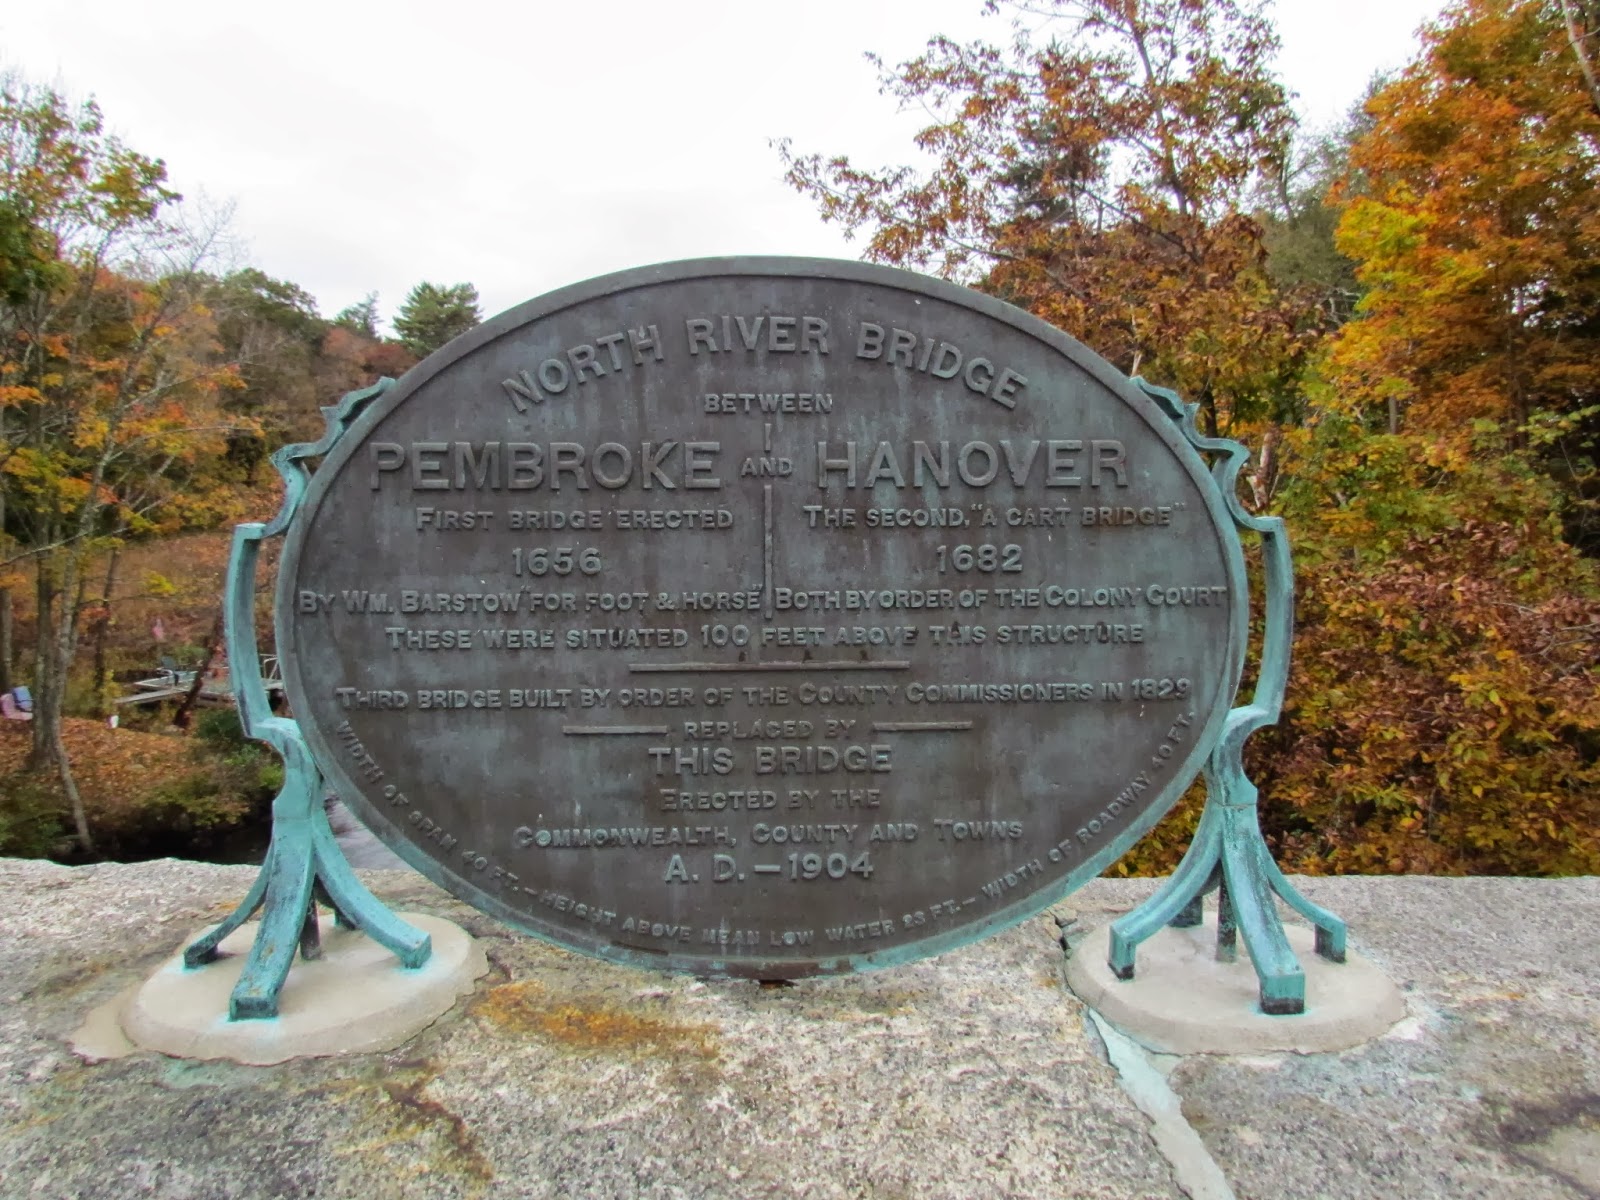 NORTH RIVER BRIDGE
BETWEEN
PEMBROKE AND HANOVER
FIRST BRIDGE ERECTED
1656
BY WM. BARSTOW "FOR FOOT & HORSE"
THE SECOND, "A CART BRIDGE"
1682
BOTH BY ORDER OF THE COLONY COURT
THESE WERE SITUATED 100 FEET ABOVE THIS STRUCTURE
THIRD BRIDGE BUILT BY ORDER OF THE COUNTY COMMISSIONERS IN 1829
REPLACED BY
THIS BRIDGE
ERECTED BY THE
COMMONWEALTH, COUNTY AND TOWNS
A. D. — 1904
WIDTH OF SPAN 40 FT. — HEIGHT ABOVE MEAN LOW WATER 23 FT. — WIDTH OF ROADWAY 40 FT.